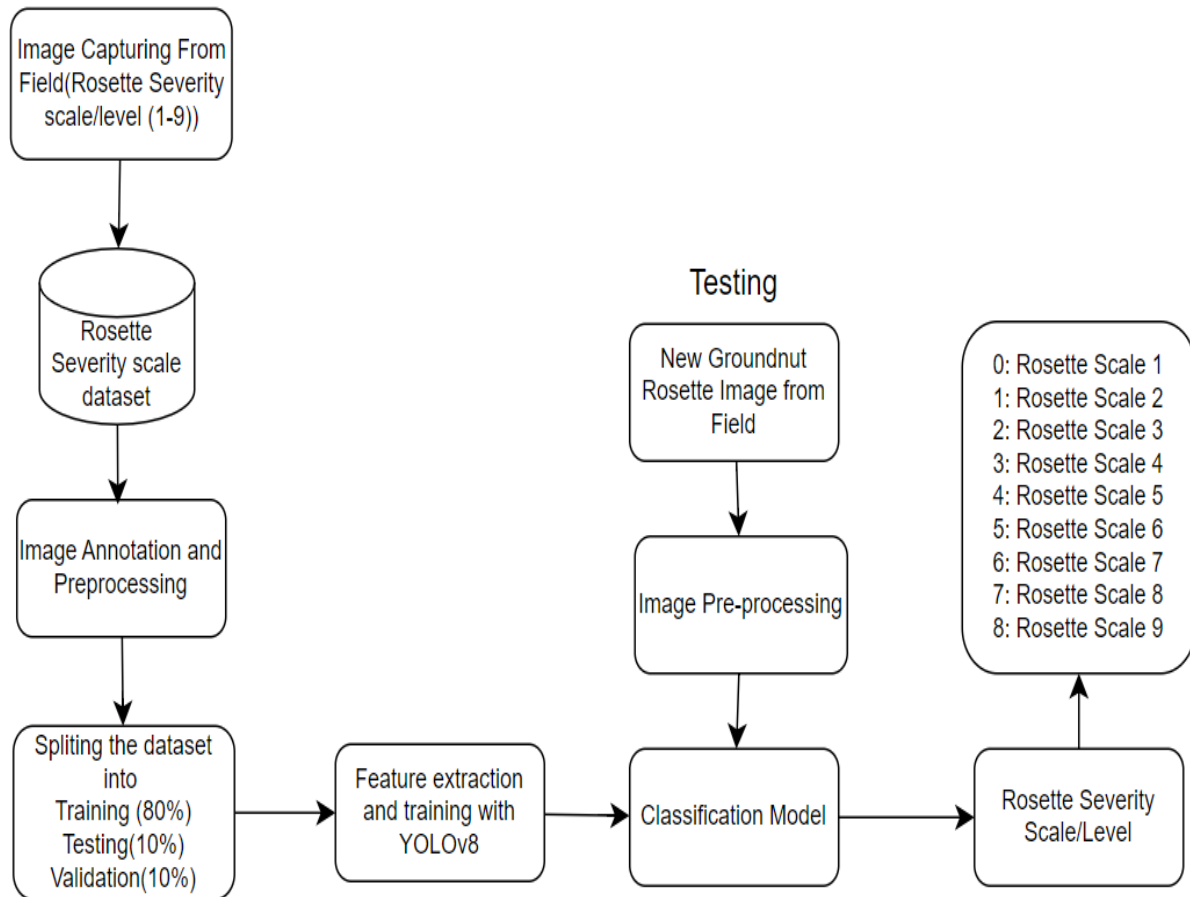 Image Capturing From
Field(Rosette Severity
scale/level (1-9))
Rosette
Severity scale
dataset
Image Annotation and
Preprocessing
Spliting the dataset
into
Training (80%)
Testing(10%)
Validation(10%)
Feature extraction
and training with
YOLOv8
Testing
New Groundnut
Rosette Image from
Field
Image Pre-processing
Classification Model
Rosette Severity
Scale/Level
0: Rosette Scale 1
1: Rosette Scale 2
2: Rosette Scale 3
3: Rosette Scale 4
4: Rosette Scale 5
5: Rosette Scale 6
6: Rosette Scale 7
7: Rosette Scale 8
8: Rosette Scale 9